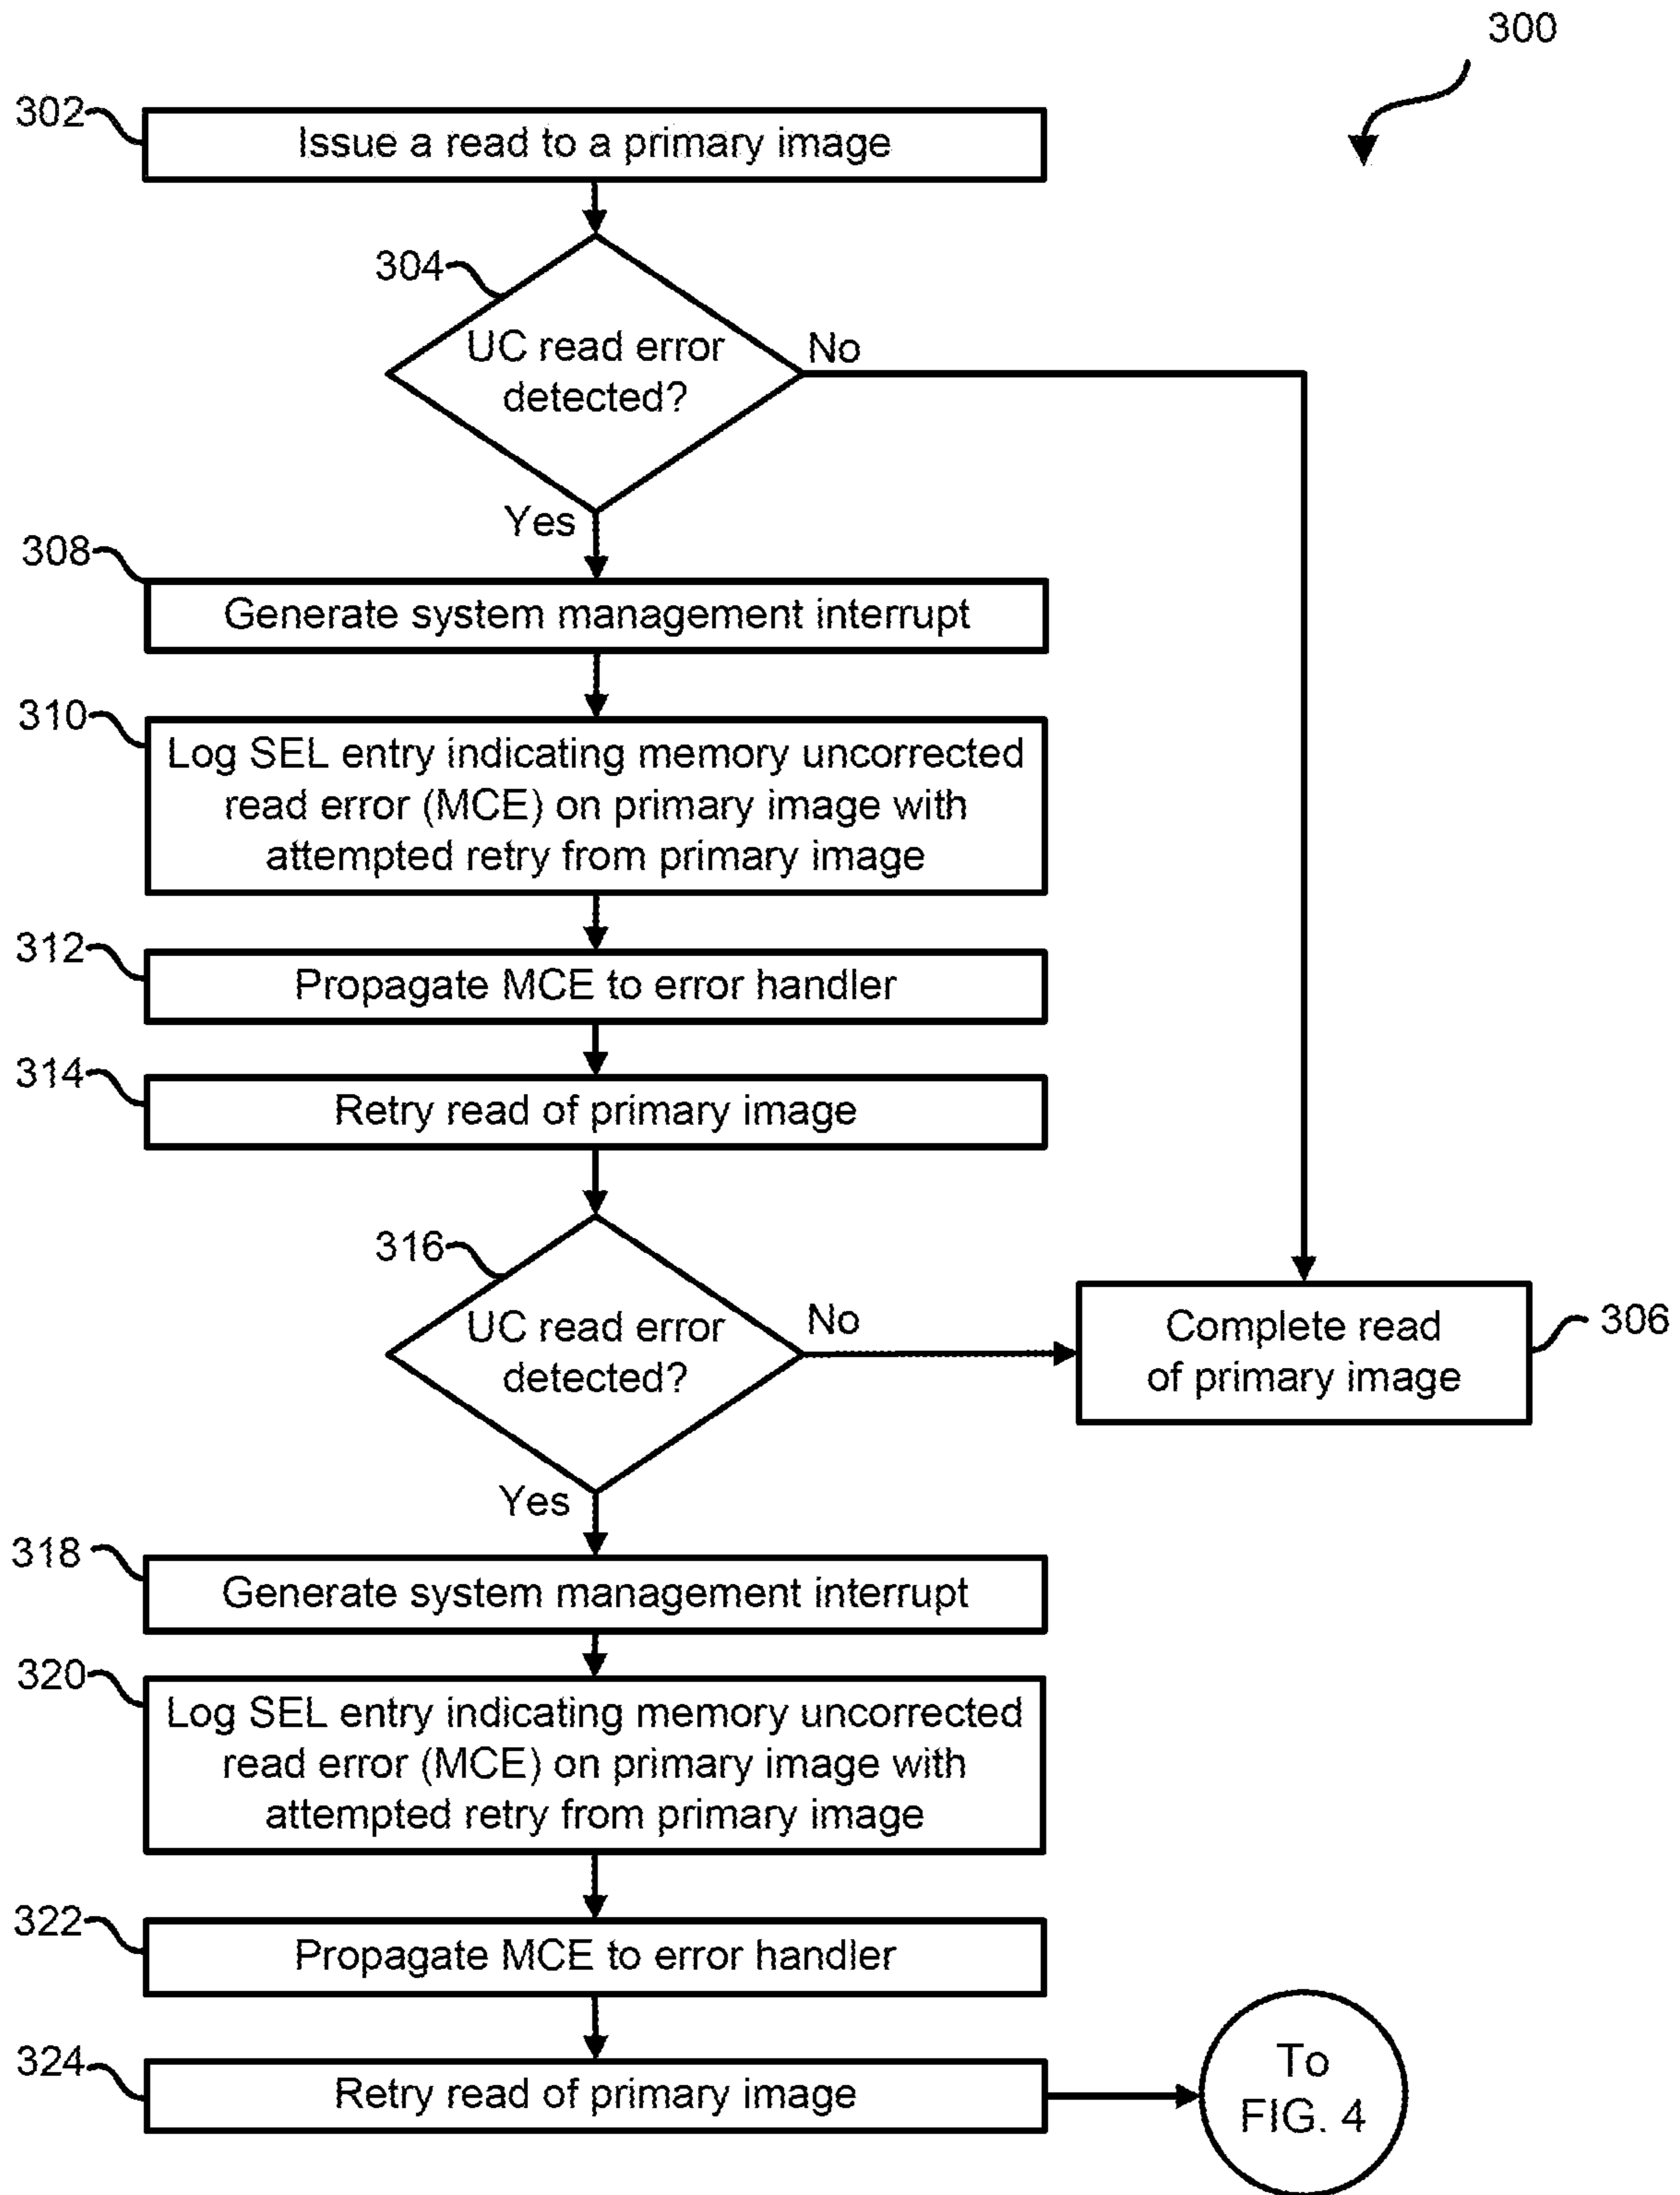 300
302
Issue a read to a primary image
304
UC read error
detected?
No
Yes
308
Generate system management interrupt
310
Log SEL entry indicating memory uncorrected
read error (MCE) on primary image with
attempted retry from primary image
312
Propagate MCE to error handler
314
Retry read of primary image
316
UC read error
detected?
No
Complete read
of primary image
306
Yes
318
Generate system management interrupt
320
Log SEL entry indicating memory uncorrected
read error (MCE) on primary image with
attempted retry from primary image
322
Propagate MCE to error handler
324
Retry read of primary image
To
FIG. 4